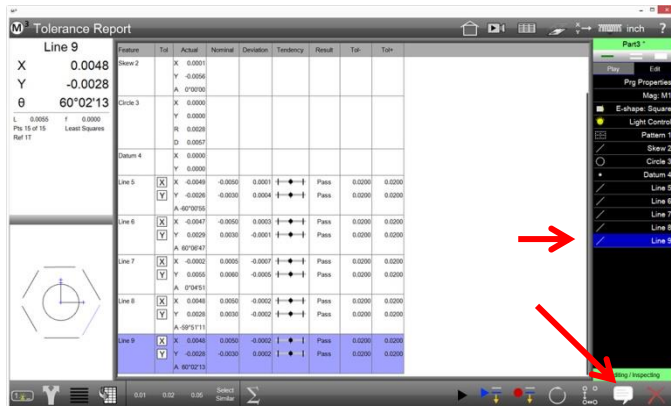 M³
M³ Tolerance Report
inch ?
Line 9
X 0.0048
Y -0.0028
θ 60°02'13
L 0.0055 f 0.0000
Pts 15 of 15 Least Squares
Ref 1T
Feature Tol Actual Nominal Deviation Tendency Result Tol- Tol+
Skew 2 X 0.0001
Y -0.0056
A 0°00'00
Circle 3 X 0.0000
Y 0.0000
R 0.0028
D 0.0057
Datum 4 X 0.0000
Y 0.0000
Line 5 X X -0.0049 -0.0050 0.0001 Pass 0.0200 0.0200
Y Y -0.0026 -0.0030 0.0004 Pass 0.0200 0.0200
A -60°00'55
Line 6 X X -0.0047 -0.0050 0.0003 Pass 0.0200 0.0200
Y Y 0.0029 0.0030 -0.0001 Pass 0.0200 0.0200
A 60°06'47
Line 7 X X -0.0002 0.0005 -0.0007 Pass 0.0200 0.0200
Y Y 0.0055 0.0060 -0.0005 Pass 0.0200 0.0200
A 0°04'51
Line 8 X X 0.0048 0.0050 -0.0002 Pass 0.0200 0.0200
Y Y 0.0028 0.0030 -0.0002 Pass 0.0200 0.0200
A -59°51'11
Line 9 X X 0.0048 0.0050 -0.0002 Pass 0.0200 0.0200
Y Y -0.0028 -0.0030 0.0002 Pass 0.0200 0.0200
A 60°02'13
Part3 *
Play Edit
Prg Properties
Mag: M1
E-shape: Square
Light Control
Pattern 1
Skew 2
Circle 3
Datum 4
Line 5
Line 6
Line 7
Line 8
Line 9
Editing / Inspecting
0.01 0.02 0.05 Select Similar Σ